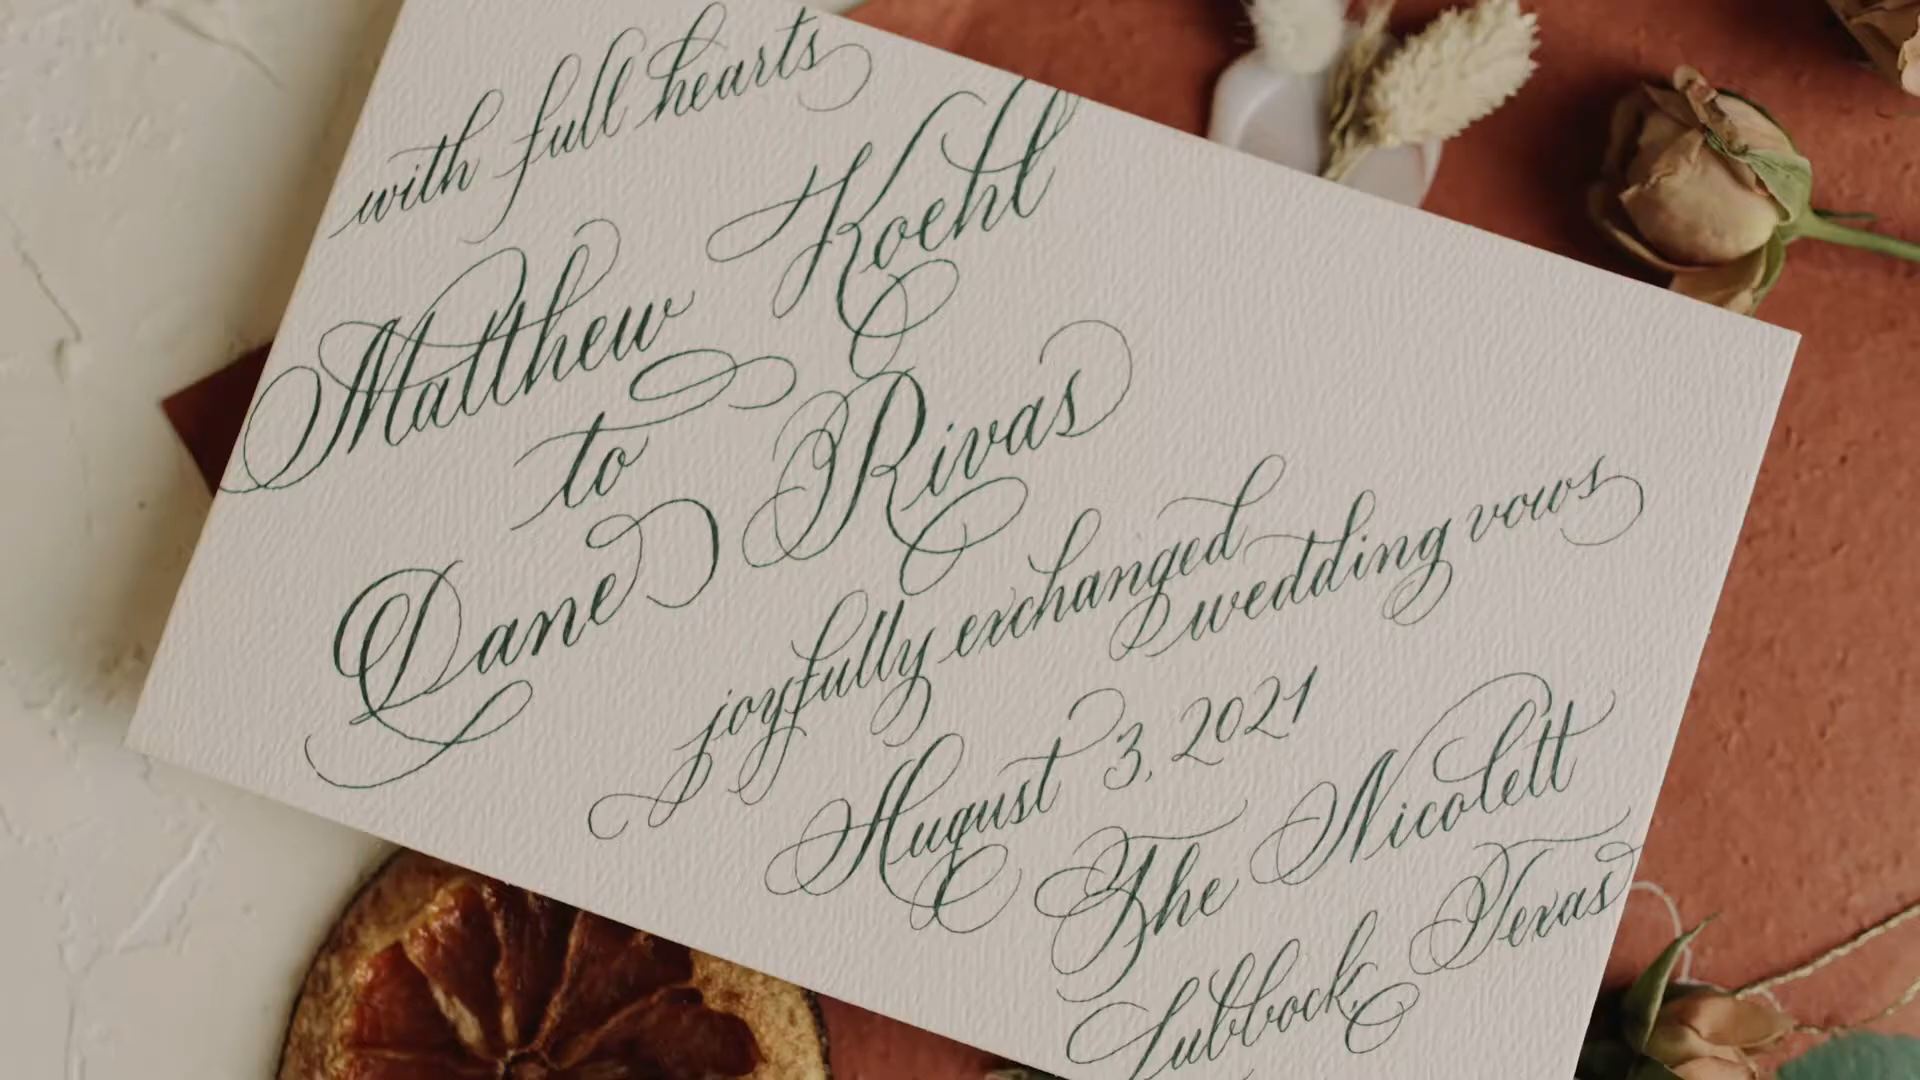 with full hearts
Matthew Koehl
to
Dane Rivas
joyfully exchanged
wedding vows
August 3, 2021
The Nicolett
Lubbock, Texas